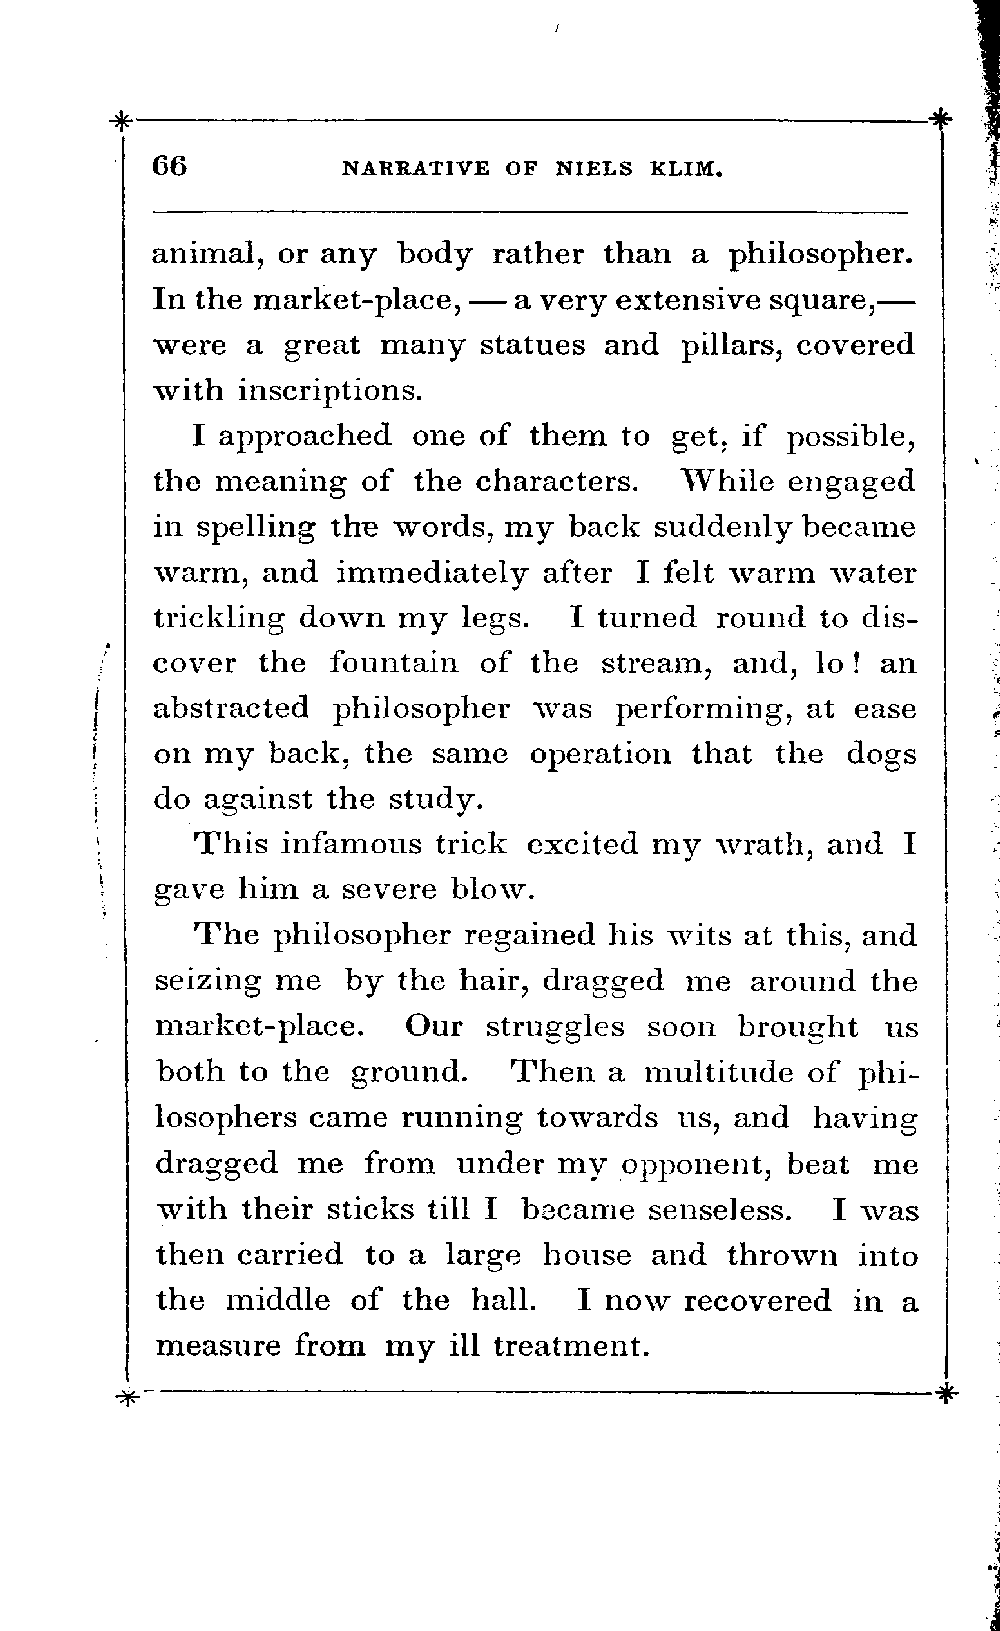 66 NARRATIVE OF NIELS KLIM.
animal, or any body rather than a philosopher.
In the market-place, — a very extensive square,—
were a great many statues and pillars, covered
with inscriptions.
I approached one of them to get, if possible,
the meaning of the characters. While engaged
in spelling the words, my back suddenly became
warm, and immediately after I felt warm water
trickling down my legs. I turned round to dis-
cover the fountain of the stream, and, lo! an
abstracted philosopher was performing, at ease
on my back, the same operation that the dogs
do against the study.
This infamous trick excited my wrath, and I
gave him a severe blow.
The philosopher regained his wits at this, and
seizing me by the hair, dragged me around the
market-place. Our struggles soon brought us
both to the ground. Then a multitude of phi-
losophers came running towards us, and having
dragged me from under my opponent, beat me
with their sticks till I became senseless. I was
then carried to a large house and thrown into
the middle of the hall. I now recovered in a
measure from my ill treatment.